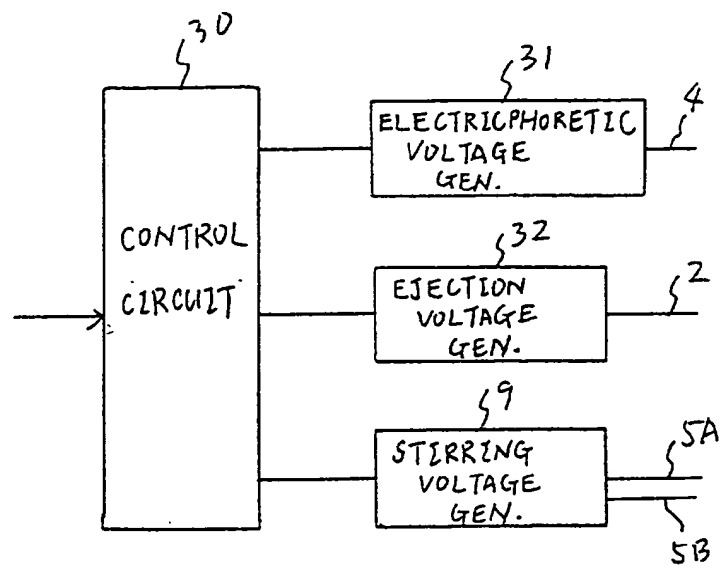 30
31
ELECTRICPHORETIC
VOLTAGE
GEN.
4
CONTROL
CIRCUIT
32
EJECTION
VOLTAGE
GEN.
2
9
STIRRING
VOLTAGE
GEN.
5A
5B